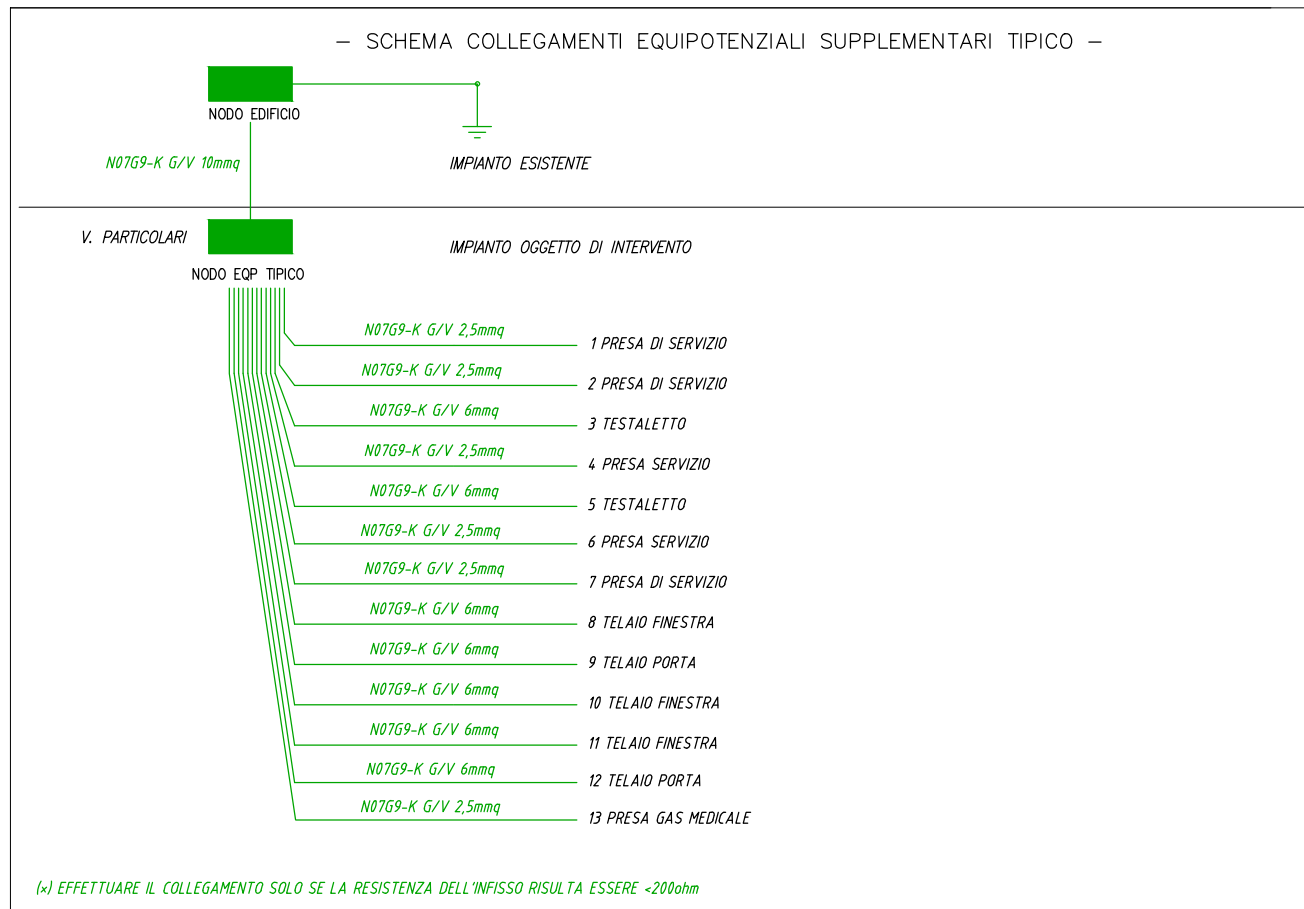 – SCHEMA COLLEGAMENTI EQUIPOTENZIALI SUPPLEMENTARI TIPICO –
NODO EDIFICIO
N07G9-K G/V 10mmq
IMPIANTO ESISTENTE
V. PARTICOLARI
IMPIANTO OGGETTO DI INTERVENTO
NODO EQP TIPICO
N07G9-K G/V 2,5mmq
1 PRESA DI SERVIZIO
N07G9-K G/V 2,5mmq
2 PRESA DI SERVIZIO
N07G9-K G/V 6mmq
3 TESTALETTO
N07G9-K G/V 2,5mmq
4 PRESA SERVIZIO
N07G9-K G/V 6mmq
5 TESTALETTO
N07G9-K G/V 2,5mmq
6 PRESA SERVIZIO
N07G9-K G/V 2,5mmq
7 PRESA DI SERVIZIO
N07G9-K G/V 6mmq
8 TELAIO FINESTRA
N07G9-K G/V 6mmq
9 TELAIO PORTA
N07G9-K G/V 6mmq
10 TELAIO FINESTRA
N07G9-K G/V 6mmq
11 TELAIO FINESTRA
N07G9-K G/V 6mmq
12 TELAIO PORTA
N07G9-K G/V 2,5mmq
13 PRESA GAS MEDICALE
(x) EFFETTUARE IL COLLEGAMENTO SOLO SE LA RESISTENZA DELL'INFISSO RISULTA ESSERE <200ohm